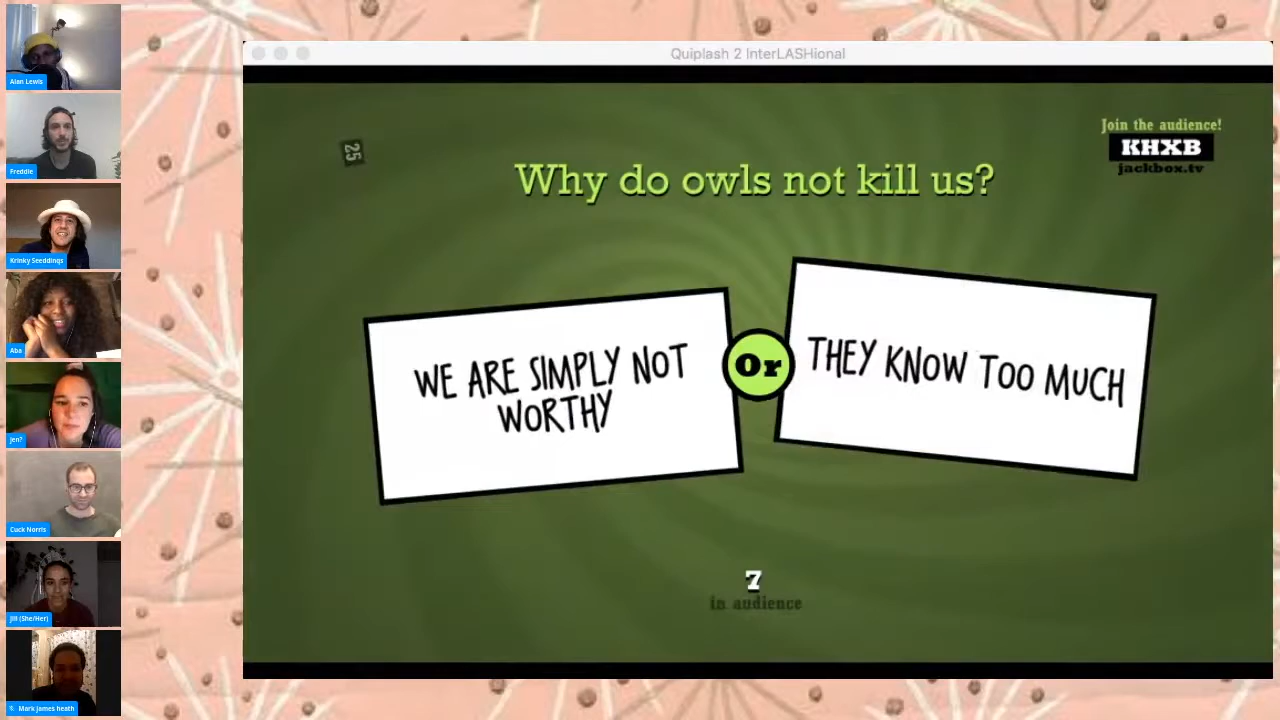 Alan Lewis
Freddie
Krinky Seeddings
Aba
Jen?
Cuck Norris
Jill (She/Her)
Mark james heath
Quiplash 2 InterLASHional
25
Why do owls not kill us?
Join the audience!
KHXB
jackbox.tv
WE ARE SIMPLY NOT
WORTHY
Or
THEY KNOW TOO MUCH
7
in audience